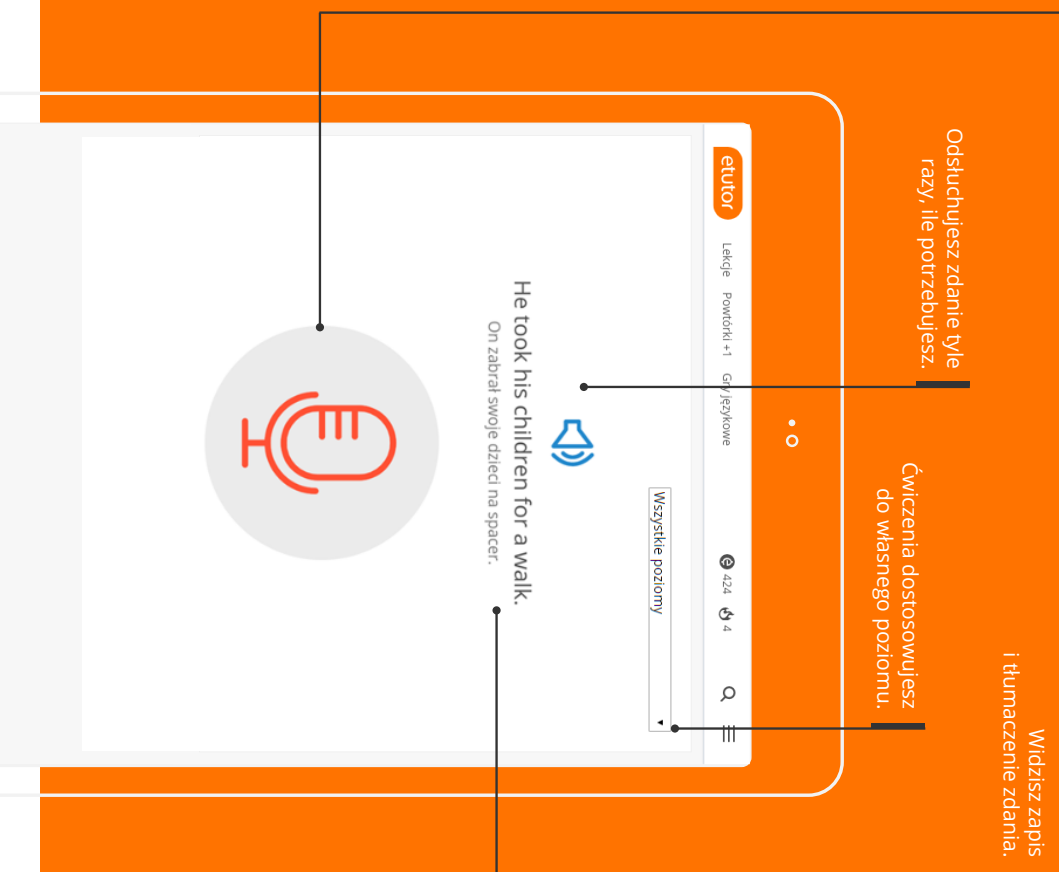 Widzisz zapis
i tłumaczenie zdania.
Odsłuchujesz zdanie tyle
razy, ile potrzebujesz.
Ćwiczenia dostosowujesz
do własnego poziomu.
etutor Lekcje Powtórki +1 Gry językowe 424 4
Wszystkie poziomy
He took his children for a walk.
On zabrał swoje dzieci na spacer.